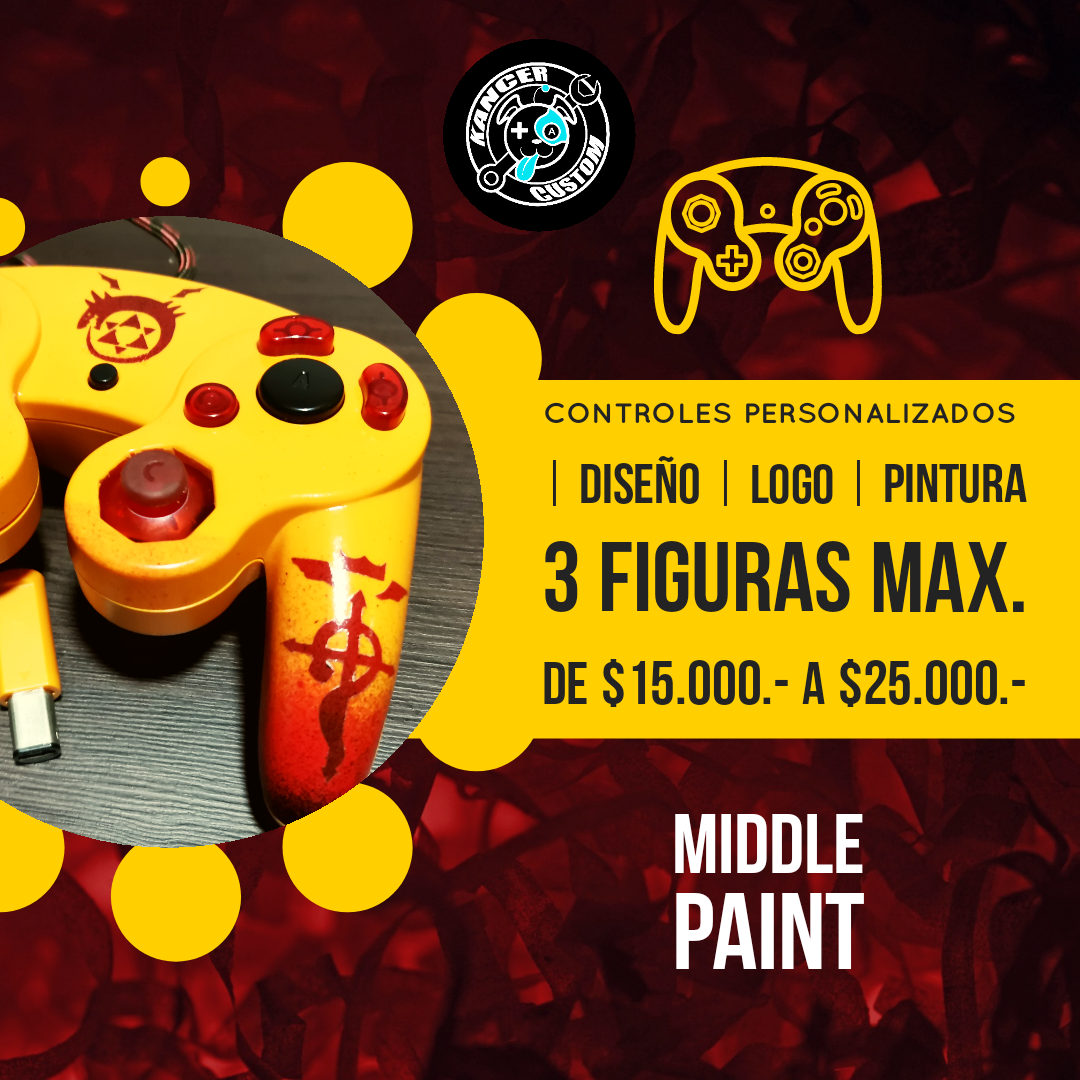 KANCER
CUSTOM
A
A
C
CONTROLES PERSONALIZADOS
| DISEÑO | LOGO | PINTURA
3 FIGURAS MAX.
DE $15.000.- A $25.000.-
MIDDLE
PAINT